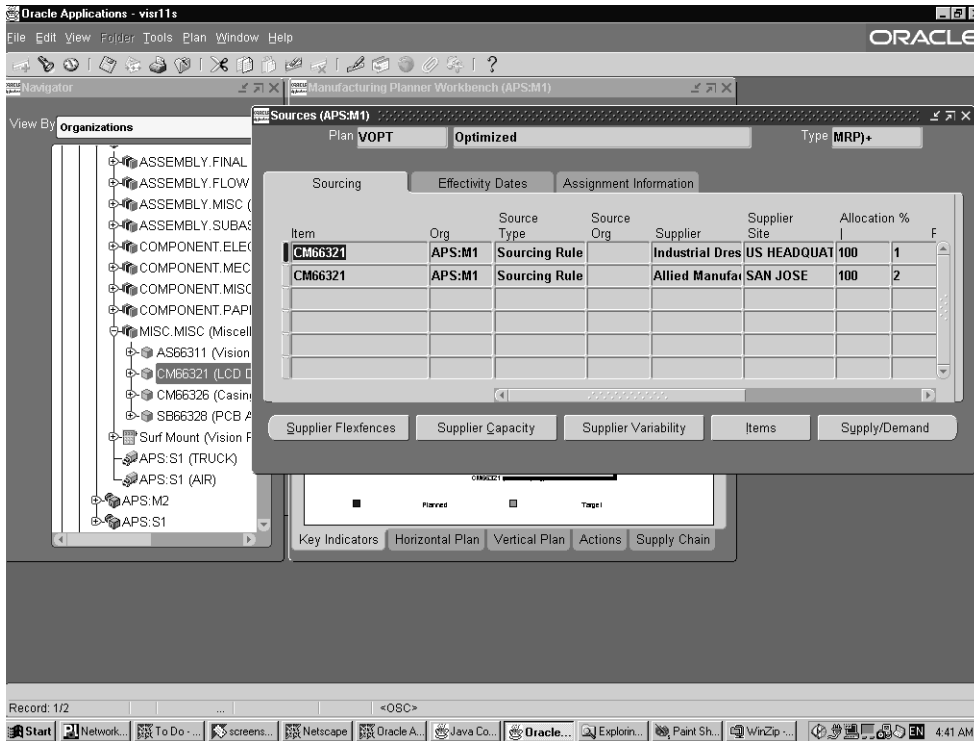 Oracle Applications - visr11s
File Edit View Folder Tools Plan Window Help
ORACLE
Navigator
Manufacturing Planner Workbench (APS:M1)
View By Organizations
ASSEMBLY.FINAL
ASSEMBLY.FLOW
ASSEMBLY.MISC (
ASSEMBLY.SUBAS
COMPONENT.ELEC
COMPONENT.MEC
COMPONENT.MISC
COMPONENT.PAP
MISC.MISC (Miscell
AS66311 (Vision
CM66321 (LCD D
CM66326 (Casing
SB66328 (PCB A
Surf Mount (Vision F
APS:S1 (TRUCK)
APS:S1 (AIR)
APS:M2
APS:S1
Sources (APS:M1)
Plan VOPT Optimized Type MRP)+
Sourcing Effectivity Dates Assignment Information
Item Org Source Type Source Org Supplier Supplier Site Allocation %
CM66321 APS:M1 Sourcing Rule Industrial Dres US HEADQUAT 100 1
CM66321 APS:M1 Sourcing Rule Allied Manufa SAN JOSE 100 2
Supplier Flexfences Supplier Capacity Supplier Variability Items Supply/Demand
CM66321
Planned Target
Key Indicators Horizontal Plan Vertical Plan Actions Supply Chain
Record: 1/2 ... <OSC>
Start Network... To Do - ... screens... Netscape Oracle A... Java Co... Oracle... Explorin... Paint Sh... WinZip -... EN 4:41 AM